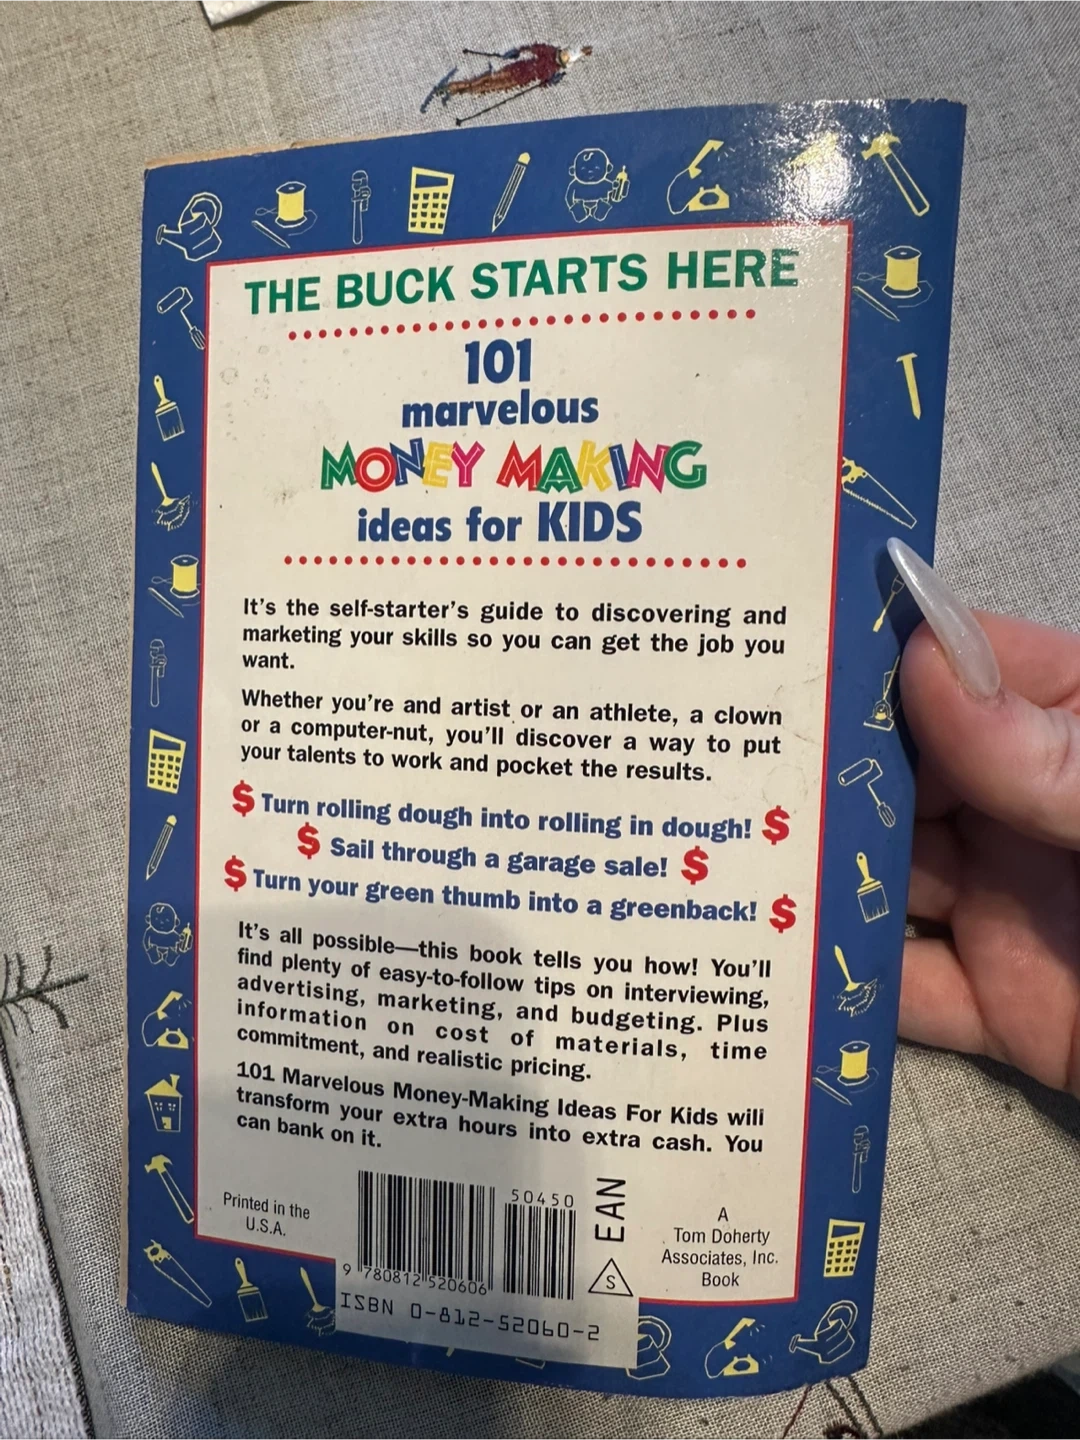 THE BUCK STARTS HERE
101
marvelous
MONEY MAKING
ideas for KIDS
It's the self-starter's guide to discovering and
marketing your skills so you can get the job you
want.
Whether you're and artist or an athlete, a clown
or a computer-nut, you'll discover a way to put
your talents to work and pocket the results.
$ Turn rolling dough into rolling in dough! $
$ Sail through a garage sale! $
$ Turn your green thumb into a greenback! $
It's all possible—this book tells you how! You'll
find plenty of easy-to-follow tips on interviewing,
advertising, marketing, and budgeting. Plus
information on cost of materials, time
commitment, and realistic pricing.
101 Marvelous Money-Making Ideas For Kids will
transform your extra hours into extra cash. You
can bank on it.
Printed in the
U.S.A.
50450
9 780812 520606
ISBN 0-812-52060-2
EAN
S
A
Tom Doherty
Associates, Inc.
Book